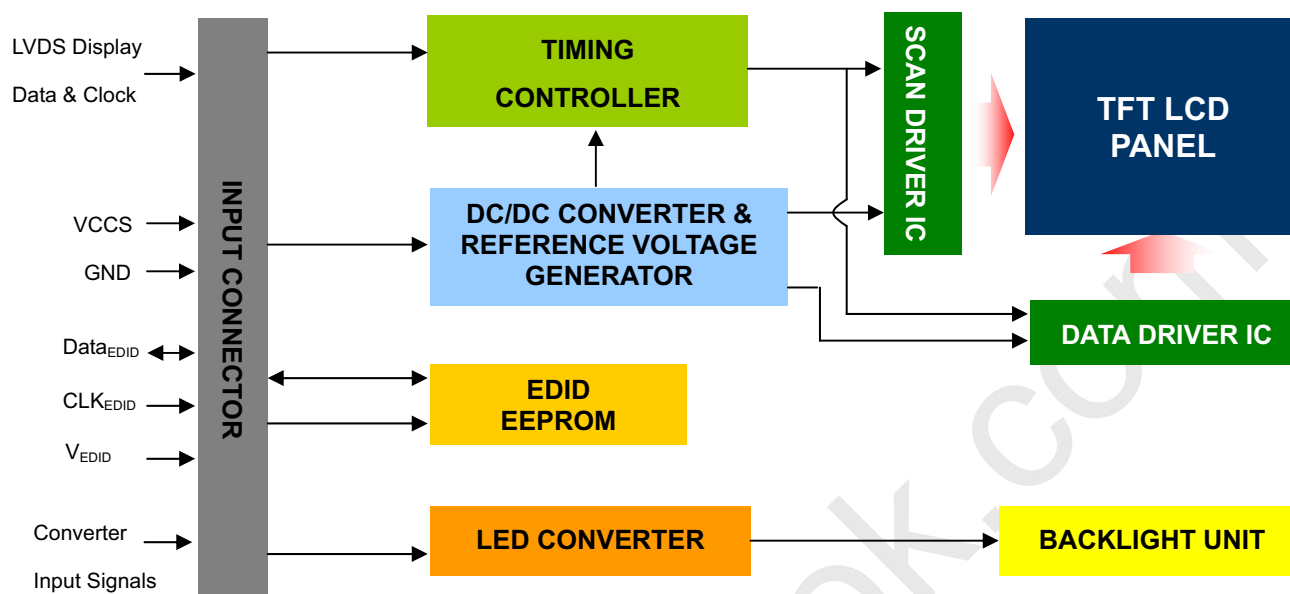 LVDS Display
Data & Clock
VCCS
GND
DataEDID
CLKEDID
VEDID
Converter
Input Signals
INPUT CONNECTOR
TIMING
CONTROLLER
DC/DC CONVERTER &
REFERENCE VOLTAGE
GENERATOR
EDID
EEPROM
LED CONVERTER
SCAN DRIVER IC
TFT LCD
PANEL
DATA DRIVER IC
BACKLIGHT UNIT